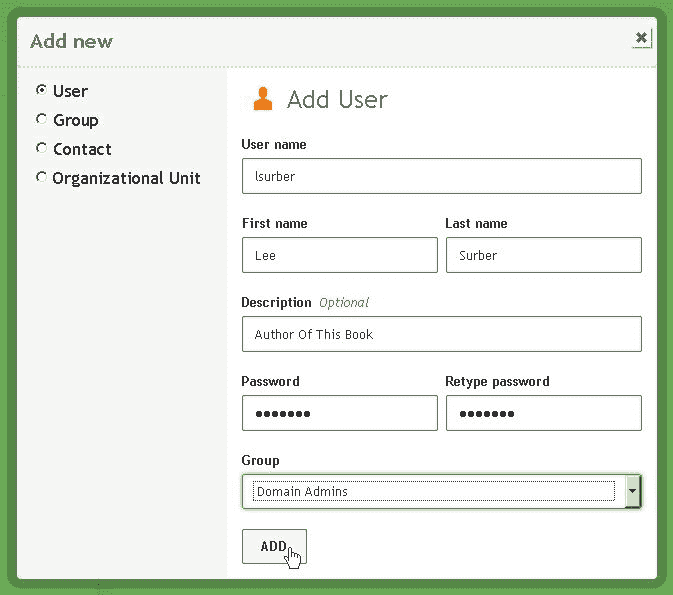 Add new
User
Group
Contact
Organizational Unit
Add User
User name
lsurber
First name Last name
Lee Surber
Description Optional
Author Of This Book
Password Retype password
●●●●●●● ●●●●●●●
Group
Domain Admins
ADD